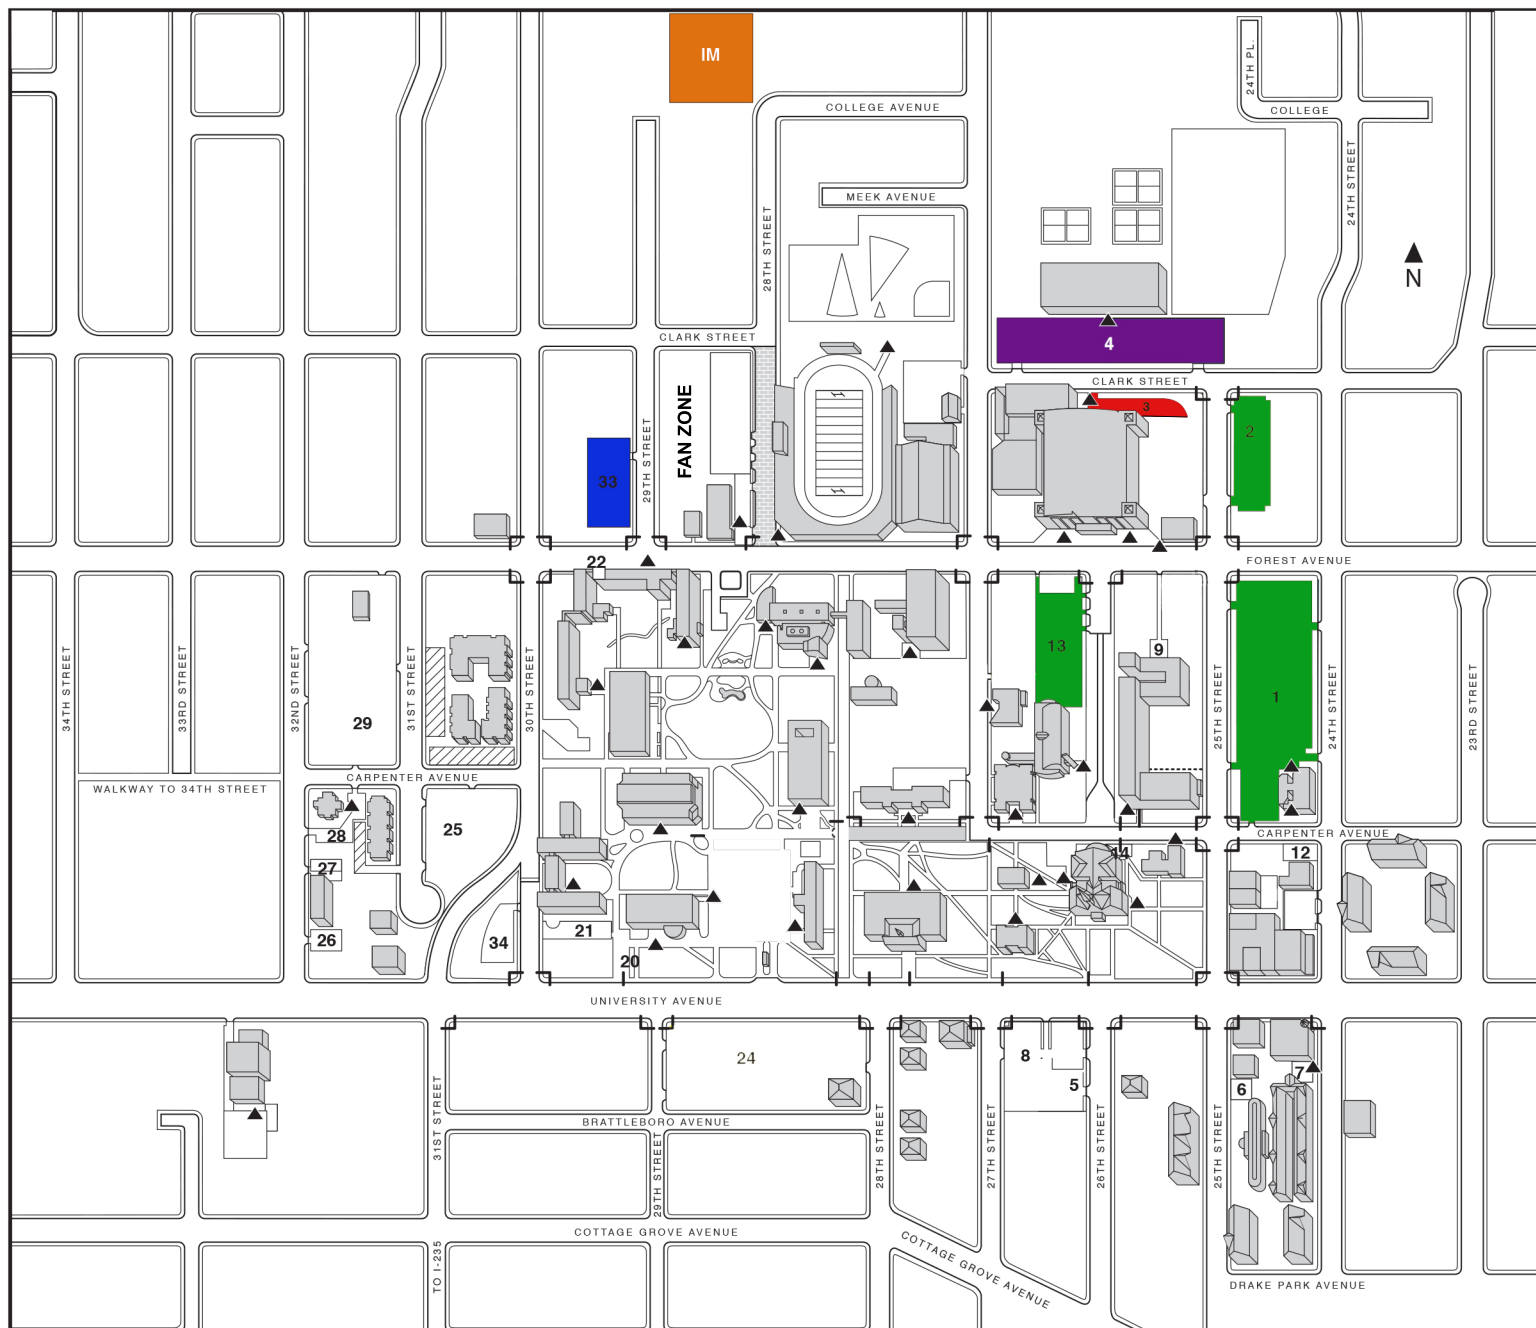 IM
COLLEGE AVENUE
24TH PL.
COLLEGE
MEEK AVENUE
28TH STREET
24TH STREET
N
CLARK STREET
4
CLARK STREET
3
2
FAN ZONE
29TH STREET
33
22
FOREST AVENUE
34TH STREET
33RD STREET
32ND STREET
31ST STREET
30TH STREET
13
9
25TH STREET
1
24TH STREET
23RD STREET
29
CARPENTER AVENUE
WALKWAY TO 34TH STREET
28
25
CARPENTER AVENUE
14
12
27
26
34
21
20
UNIVERSITY AVENUE
24
8
5
7
6
31ST STREET
BRATTLEBORO AVENUE
29TH STREET
28TH STREET
27TH STREET
26TH STREET
25TH STREET
COTTAGE GROVE AVENUE
COTTAGE GROVE AVENUE
TO I-235
DRAKE PARK AVENUE